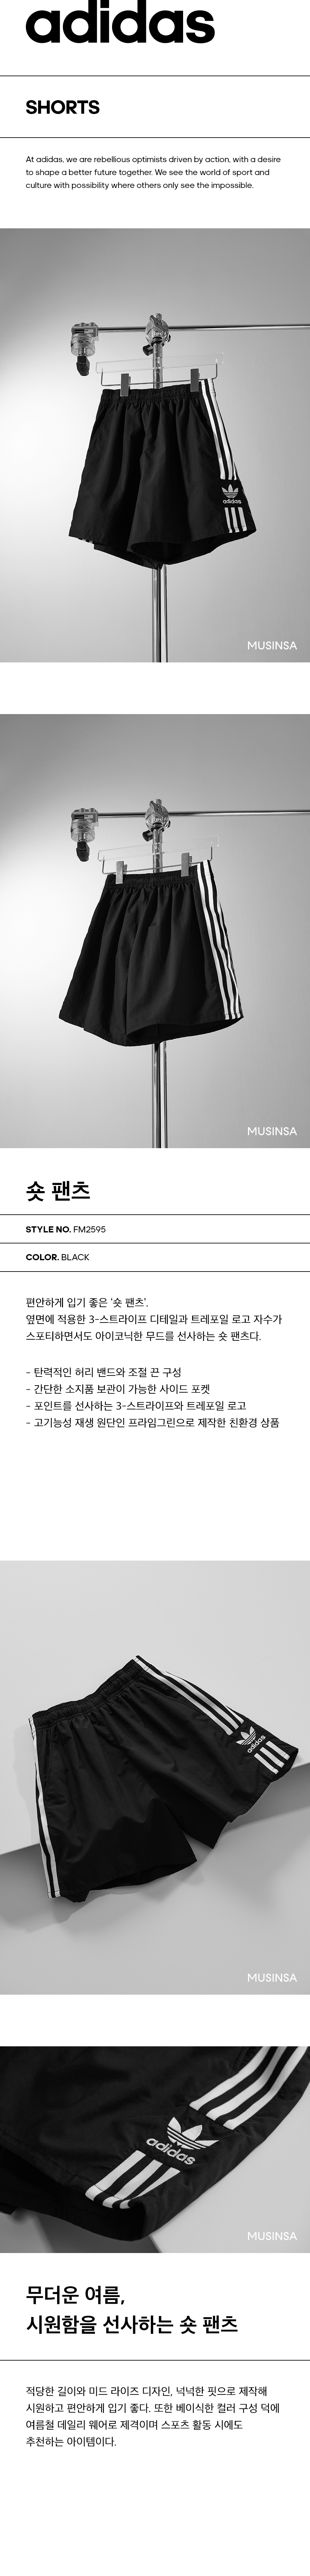 adidas
SHORTS
At adidas, we are rebellious optimists driven by action, with a desire
to shape a better future together. We see the world of sport and
culture with possibility where others only see the impossible.
adidas
MUSINSA
MUSINSA
숏 팬츠
STYLE NO. FM2595
COLOR. BLACK
편안하게 입기 좋은 '숏 팬츠'.
옆면에 적용한 3-스트라이프 디테일과 트레포일 로고 자수가
스포티하면서도 아이코닉한 무드를 선사하는 숏 팬츠다.
- 탄력적인 허리 밴드와 조절 끈 구성
- 간단한 소지품 보관이 가능한 사이드 포켓
- 포인트를 선사하는 3-스트라이프와 트레포일 로고
- 고기능성 재생 원단인 프라임그린으로 제작한 친환경 상품
adidas
MUSINSA
adidas
MUSINSA
무더운 여름,
시원함을 선사하는 숏 팬츠
적당한 길이와 미드 라이즈 디자인, 넉넉한 핏으로 제작해
시원하고 편안하게 입기 좋다. 또한 베이식한 컬러 구성 덕에
여름철 데일리 웨어로 제격이며 스포츠 활동 시에도
추천하는 아이템이다.